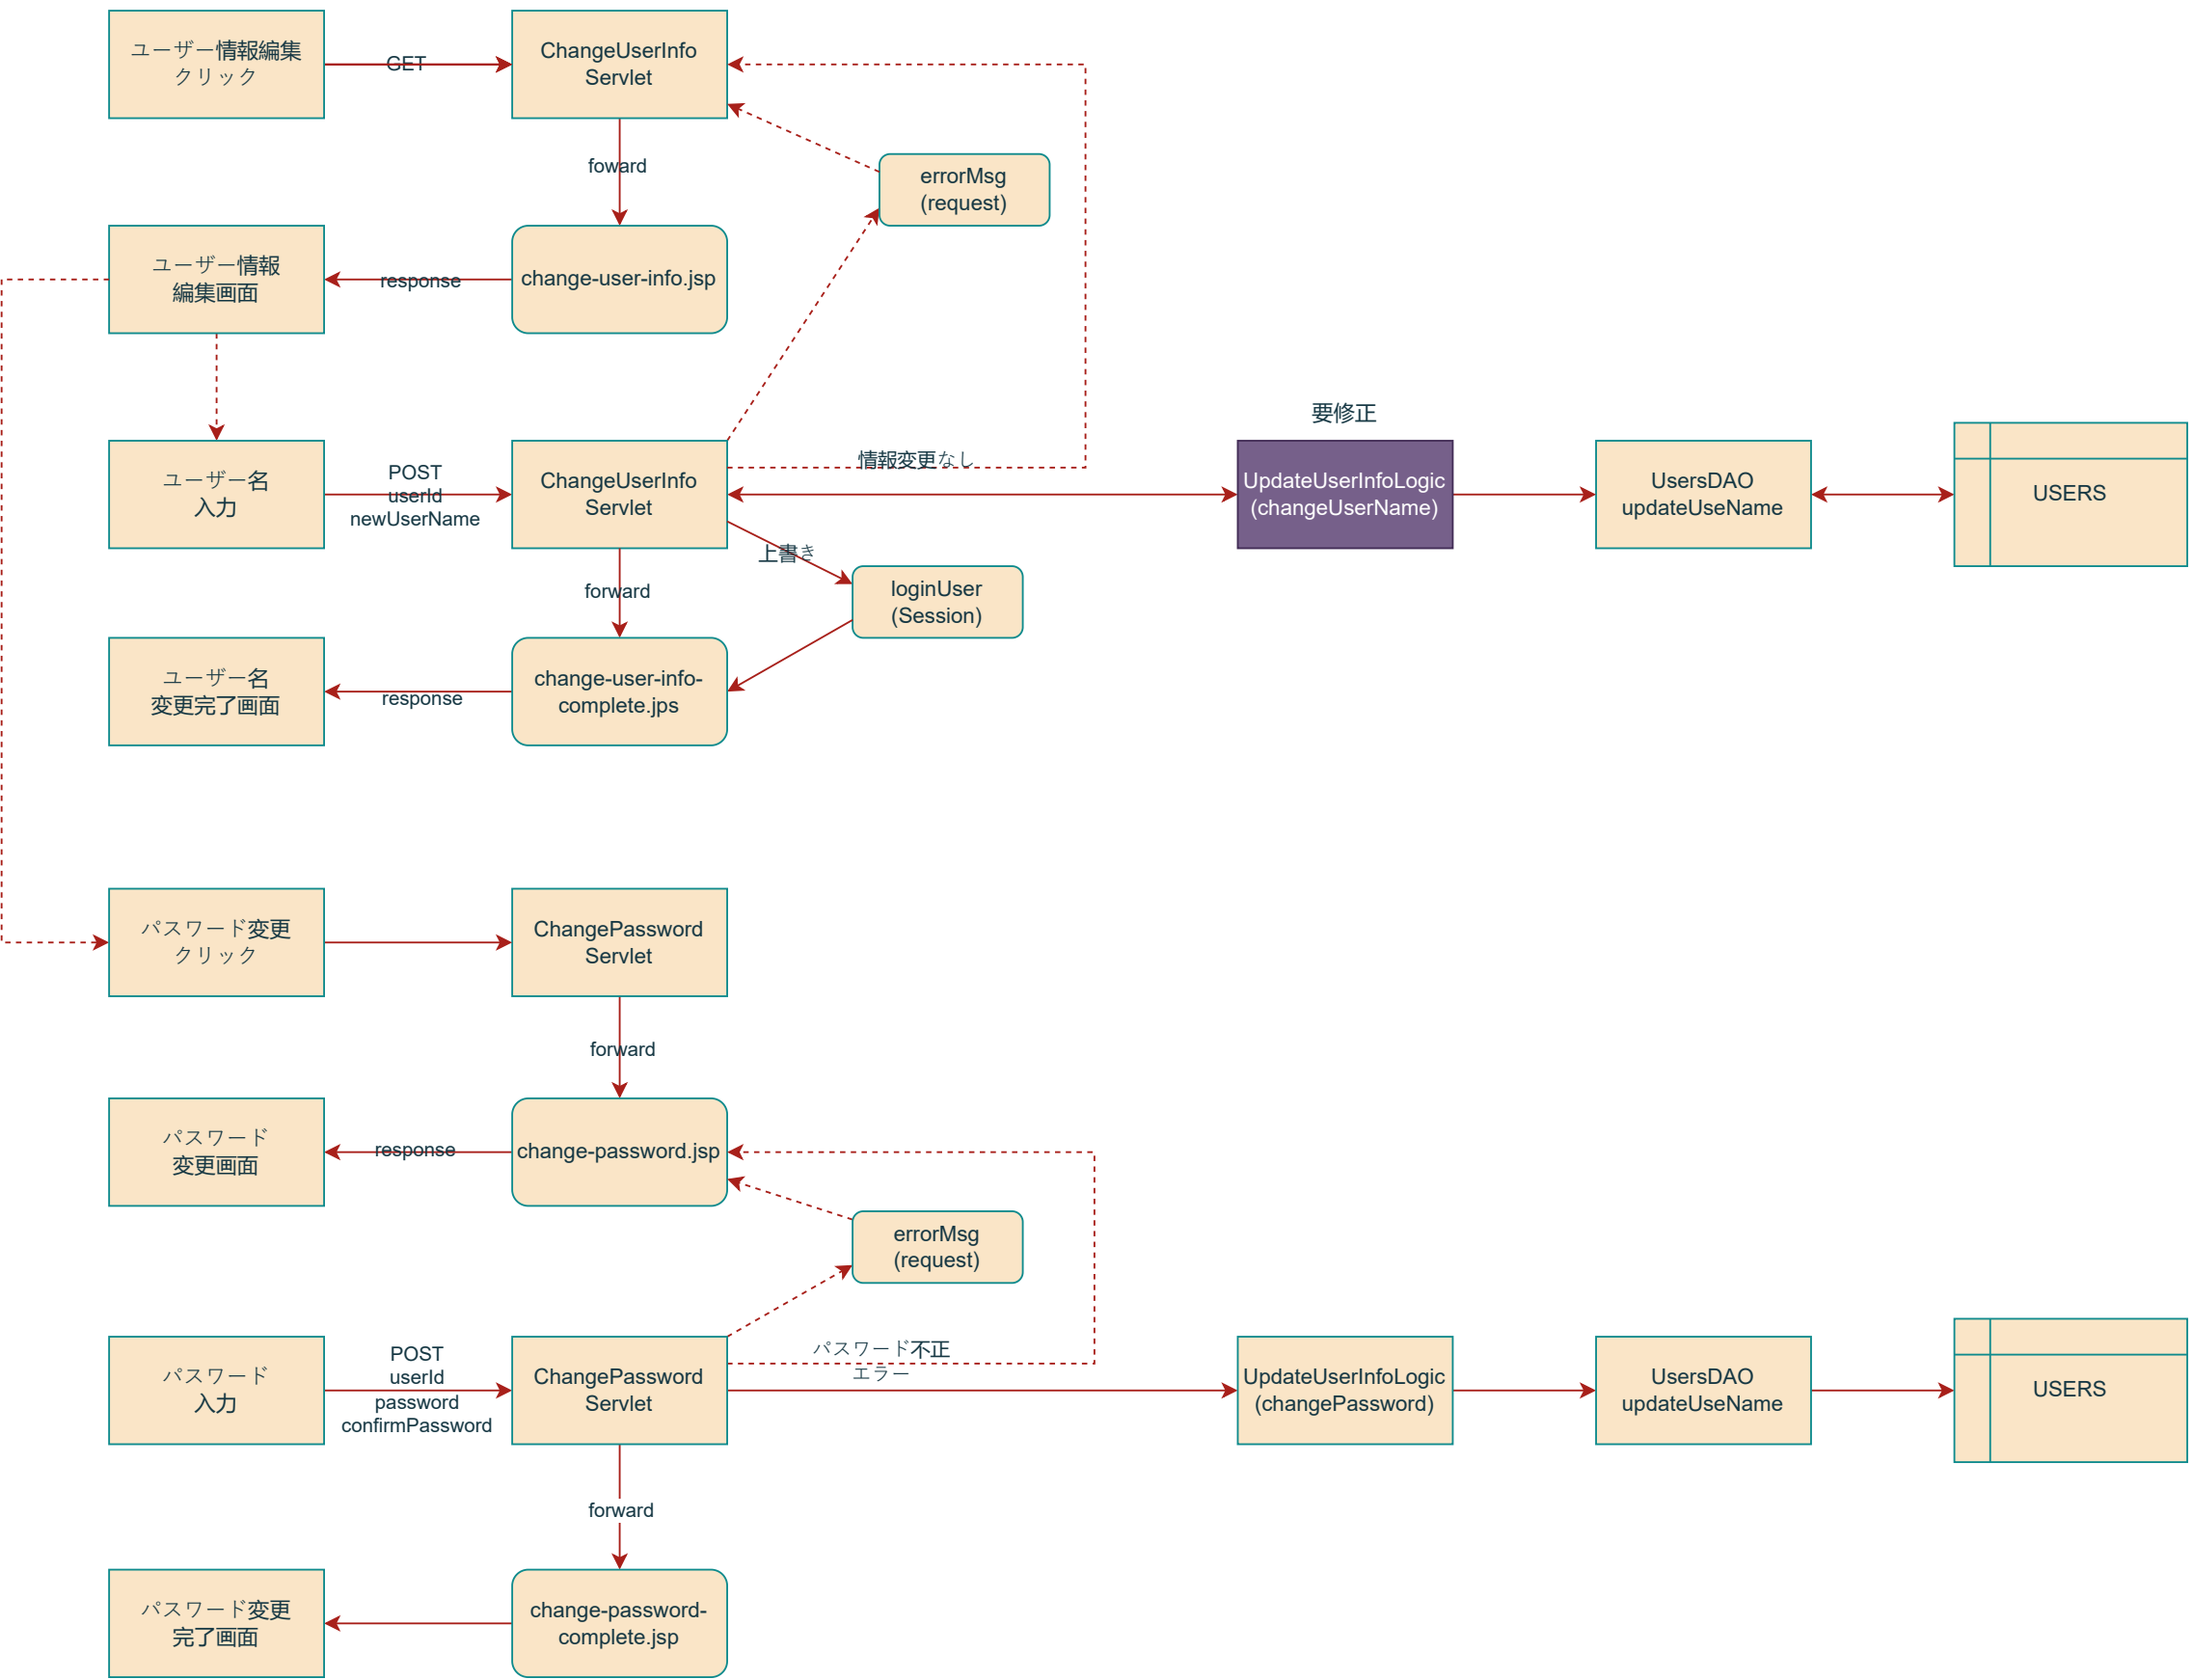 ユーザー情報編集
クリック
GET
ChangeUserInfo
Servlet
foward
errorMsg
(request)
ユーザー情報
編集画面
response
change-user-info.jsp
要修正
ユーザー名
入力
POST
userId
newUserName
ChangeUserInfo
Servlet
情報変更なし
UpdateUserInfoLogic
(changeUserName)
UsersDAO
updateUseName
USERS
上書き
forward
loginUser
(Session)
ユーザー名
変更完了画面
response
change-user-info-
complete.jps
パスワード変更
クリック
ChangePassword
Servlet
forward
パスワード
変更画面
response
change-password.jsp
errorMsg
(request)
パスワード
入力
POST
userId
password
confirmPassword
ChangePassword
Servlet
パスワード不正
エラー
UpdateUserInfoLogic
(changePassword)
UsersDAO
updateUseName
USERS
forward
パスワード変更
完了画面
change-password-
complete.jsp